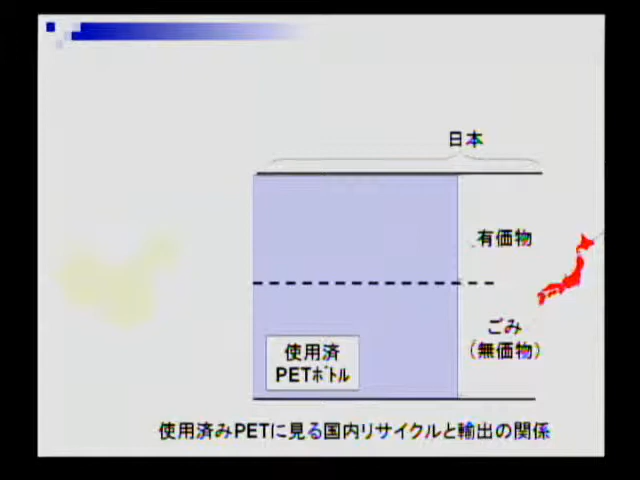 日本
有価物
ごみ
（無価物）
使用済
PETﾎﾞﾄﾙ
使用済みPETに見る国内リサイクルと輸出の関係